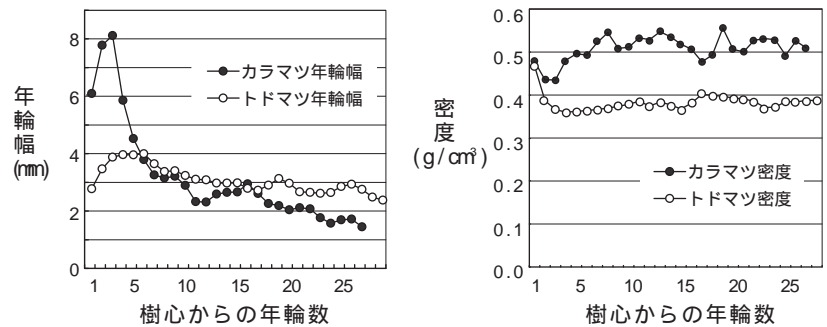 8
6
4
2
0
年輪幅
(mm)
カラマツ年輪幅
トドマツ年輪幅
1 5 10 15 20 25
樹心からの年輪数
0.6
0.5
0.4
0.3
0.2
0.1
0.0
密度
(g/cm³)
カラマツ密度
トドマツ密度
1 5 10 15 20 25
樹心からの年輪数